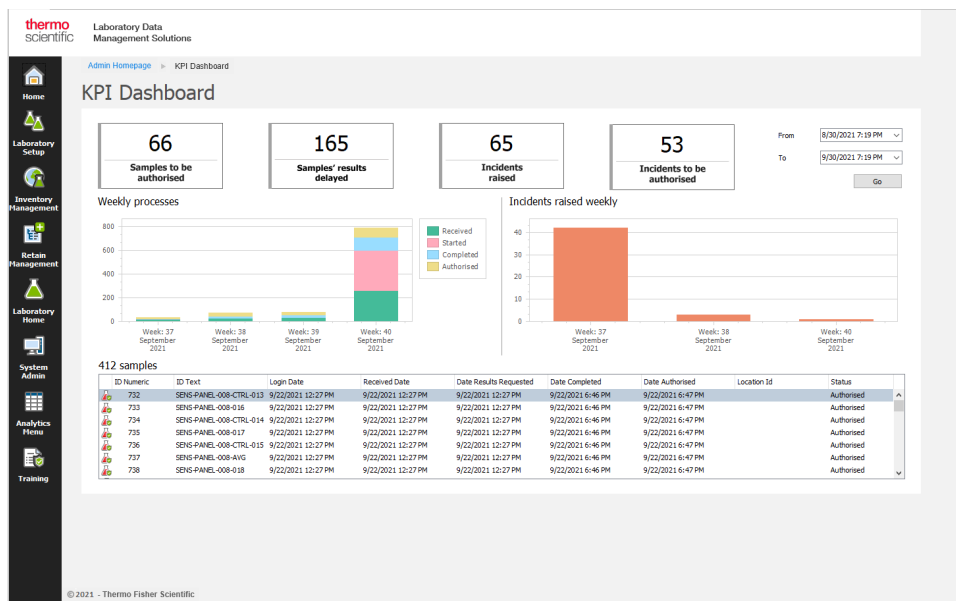 thermo
scientific
Laboratory Data
Management Solutions
Admin Homepage
KPI Dashboard
KPI Dashboard
Home
Laboratory
Setup
Inventory
Management
Retain
Management
Laboratory
Home
System
Admin
Analytics
Menu
Training
66
Samples to be
authorised
165
Samples' results
delayed
65
Incidents
raised
53
Incidents to be
authorised
From
8/30/2021 7:19 PM
To
9/30/2021 7:19 PM
Go
Weekly processes
800
600
400
200
0
Week: 37
September
2021
Week: 38
September
2021
Week: 39
September
2021
Week: 40
September
2021
Received
Started
Completed
Authorised
Incidents raised weekly
40
30
20
10
0
Week: 37
September
2021
Week: 38
September
2021
Week: 40
September
2021
412 samples
ID Numeric ID Text Login Date Received Date Date Results Requested Date Completed Date Authorised Location Id Status
732 SENS-PANEL-008-CTRL-013 9/22/2021 12:27 PM 9/22/2021 12:27 PM 9/22/2021 12:27 PM 9/22/2021 6:46 PM 9/22/2021 6:47 PM Authorised
733 SENS-PANEL-008-016 9/22/2021 12:27 PM 9/22/2021 12:27 PM 9/22/2021 12:27 PM 9/22/2021 6:46 PM 9/22/2021 6:47 PM Authorised
734 SENS-PANEL-008-CTRL-014 9/22/2021 12:27 PM 9/22/2021 12:27 PM 9/22/2021 12:27 PM 9/22/2021 6:46 PM 9/22/2021 6:47 PM Authorised
735 SENS-PANEL-008-017 9/22/2021 12:27 PM 9/22/2021 12:27 PM 9/22/2021 12:27 PM 9/22/2021 6:46 PM 9/22/2021 6:47 PM Authorised
736 SENS-PANEL-008-CTRL-015 9/22/2021 12:27 PM 9/22/2021 12:27 PM 9/22/2021 12:27 PM 9/22/2021 6:46 PM 9/22/2021 6:47 PM Authorised
737 SENS-PANEL-008-AVG 9/22/2021 12:27 PM 9/22/2021 12:27 PM 9/22/2021 12:27 PM 9/22/2021 6:46 PM 9/22/2021 6:47 PM Authorised
738 SENS-PANEL-008-018 9/22/2021 12:27 PM 9/22/2021 12:27 PM 9/22/2021 12:27 PM 9/22/2021 6:46 PM 9/22/2021 6:47 PM Authorised
© 2021 - Thermo Fisher Scientific